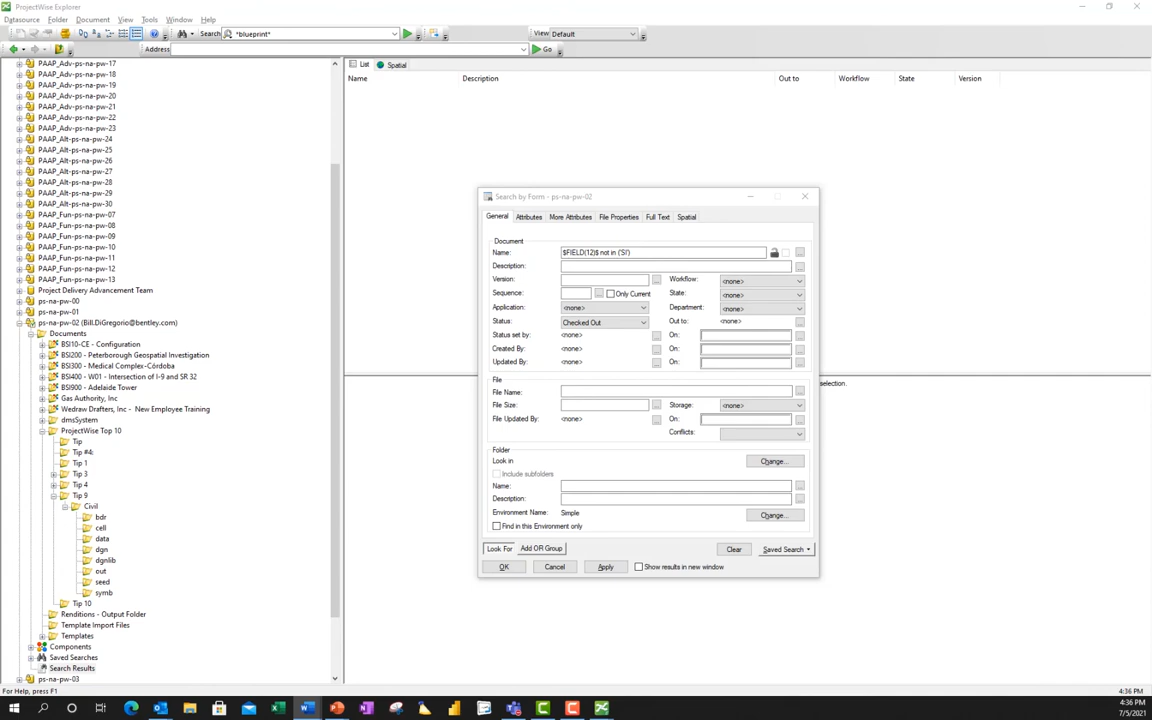 ProjectWise Explorer
Datasource Folder Document View Tools Window Help
Search *blueprint* View Default
Address Go
PAAP_Adv-ps-na-pw-17
PAAP_Adv-ps-na-pw-18
PAAP_Adv-ps-na-pw-19
PAAP_Adv-ps-na-pw-20
PAAP_Adv-ps-na-pw-21
PAAP_Adv-ps-na-pw-22
PAAP_Adv-ps-na-pw-23
PAAP_Alt-ps-na-pw-24
PAAP_Alt-ps-na-pw-25
PAAP_Alt-ps-na-pw-26
PAAP_Alt-ps-na-pw-27
PAAP_Alt-ps-na-pw-28
PAAP_Alt-ps-na-pw-29
PAAP_Alt-ps-na-pw-30
PAAP_Fun-ps-na-pw-07
PAAP_Fun-ps-na-pw-08
PAAP_Fun-ps-na-pw-09
PAAP_Fun-ps-na-pw-10
PAAP_Fun-ps-na-pw-11
PAAP_Fun-ps-na-pw-12
PAAP_Fun-ps-na-pw-13
Project Delivery Advancement Team
ps-na-pw-00
ps-na-pw-01
ps-na-pw-02 (Bill.DiGregorio@bentley.com)
Documents
BSI10-CE - Configuration
BSI200 - Peterborough Geospatial Investigation
BSI300 - Medical Complex-Córdoba
BSI400 - W01 - Intersection of I-9 and SR 32
BSI900 - Adelaide Tower
Gas Authority, Inc
Wedraw Drafters, Inc - New Employee Training
dmsSystem
ProjectWise Top 10
Tip
Tip #4:
Tip 1
Tip 3
Tip 4
Tip 9
Civil
bdr
cell
data
dgn
dgnlib
out
seed
symb
Tip 10
Renditions - Output Folder
Template Import Files
Templates
Components
Saved Searches
Search Results
ps-na-pw-03
List Spatial
Name Description Out to Workflow State Version
selection.
Search by Form - ps-na-pw-02
General Attributes More Attributes File Properties Full Text Spatial
Document
Name: $FIELD(12)$ not in ('SI')
Description:
Version: Workflow: <none>
Sequence: Only Current State: <none>
Application: <none> Department: <none>
Status: Checked Out Out to: <none>
Status set by: <none> On:
Created By: <none> On:
Updated By: <none> On:
File
File Name:
File Size: Storage: <none>
File Updated By: <none> On:
Conflicts:
Folder
Look in Change...
Include subfolders
Name:
Description:
Environment Name: Simple Change...
Find in this Environment only
Look For Add OR Group Clear Saved Search
OK Cancel Apply Show results in new window
For Help, press F1 4:36 PM
4:36 PM
7/5/2021